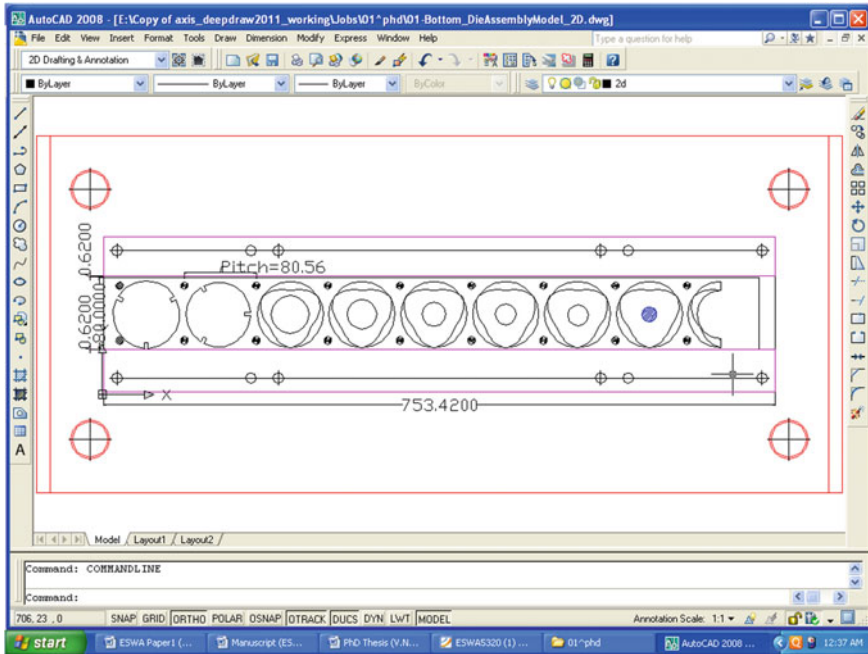 AutoCAD 2008 - [E:\Copy of axis_deepdraw2011_working\Jobs\01^phd\01-Bottom_DieAssemblyModel_2D.dwg]
File Edit View Insert Format Tools Draw Dimension Modify Express Window Help Type a question for help
2D Drafting & Annotation
ByLayer ByLayer ByLayer ByColor 2d
0.6200
Pitch=80.56
0.6200
X
753.4200
A
Model Layout1 Layout2
Command: COMMANDLINE
Command:
706, 23 , 0 SNAP GRID ORTHO POLAR OSNAP OTRACK DUCS DYN LWT MODEL Annotation Scale: 1:1
start ESWA Paper1 (... Manuscript (ES... PhD Thesis (V.N... ESWA5320 (1) ... 01^phd AutoCAD 2008 ... 12:37 AM